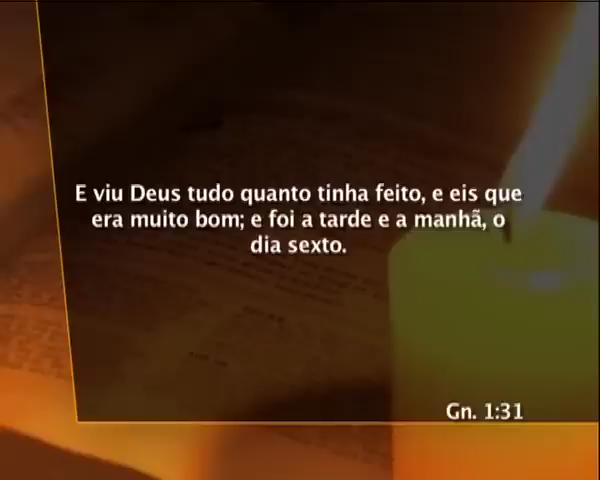 E viu Deus tudo quanto tinha feito, e eis que
era muito bom; e foi a tarde e a manhã, o
dia sexto.
Gn. 1:31